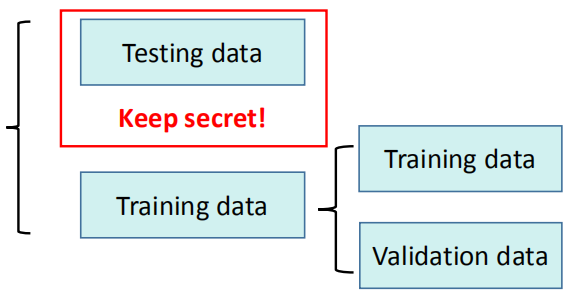 Testing data
Keep secret!
Training data
Training data
Validation data